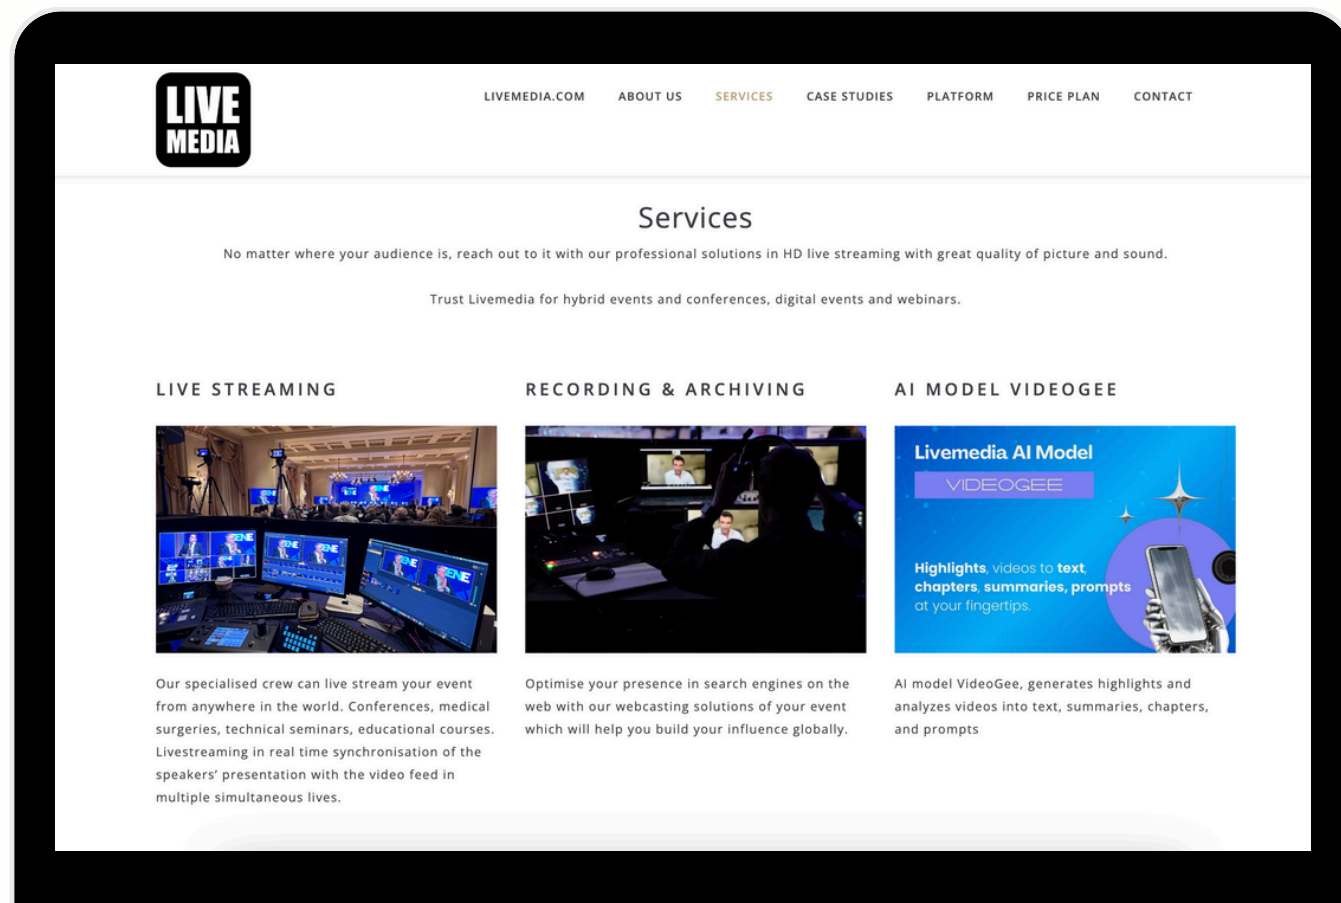 LIVE
MEDIA
LIVEMEDIA.COM ABOUT US SERVICES CASE STUDIES PLATFORM PRICE PLAN CONTACT
Services
No matter where your audience is, reach out to it with our professional solutions in HD live streaming with great quality of picture and sound.
Trust Livemedia for hybrid events and conferences, digital events and webinars.
LIVE STREAMING
Our specialised crew can live stream your event
from anywhere in the world. Conferences, medical
surgeries, technical seminars, educational courses.
Livestreaming in real time synchronisation of the
speakers’ presentation with the video feed in
multiple simultaneous lives.
RECORDING & ARCHIVING
Optimise your presence in search engines on the
web with our webcasting solutions of your event
which will help you build your influence globally.
AI MODEL VIDEOGEE
Livemedia AI Model
VIDEOGEE
Highlights, videos to text,
chapters, summaries, prompts
at your fingertips.
AI model VideoGee, generates highlights and
analyzes videos into text, summaries, chapters,
and prompts